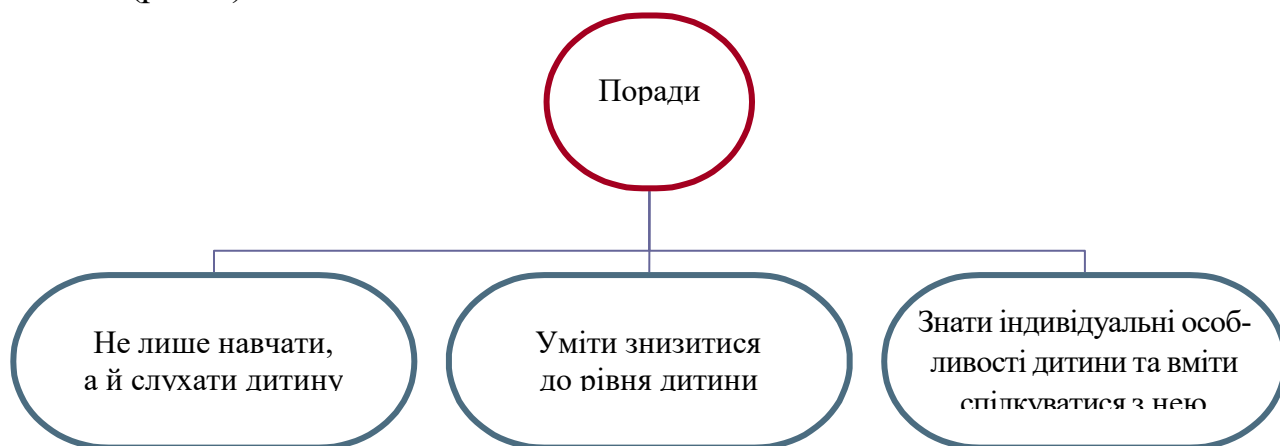 Поради
Не лише навчати,
а й слухати дитину
Уміти знизитися
до рівня дитини
Знати індивідуальні особ-
ливості дитини та вміти
спілкуватися з нею